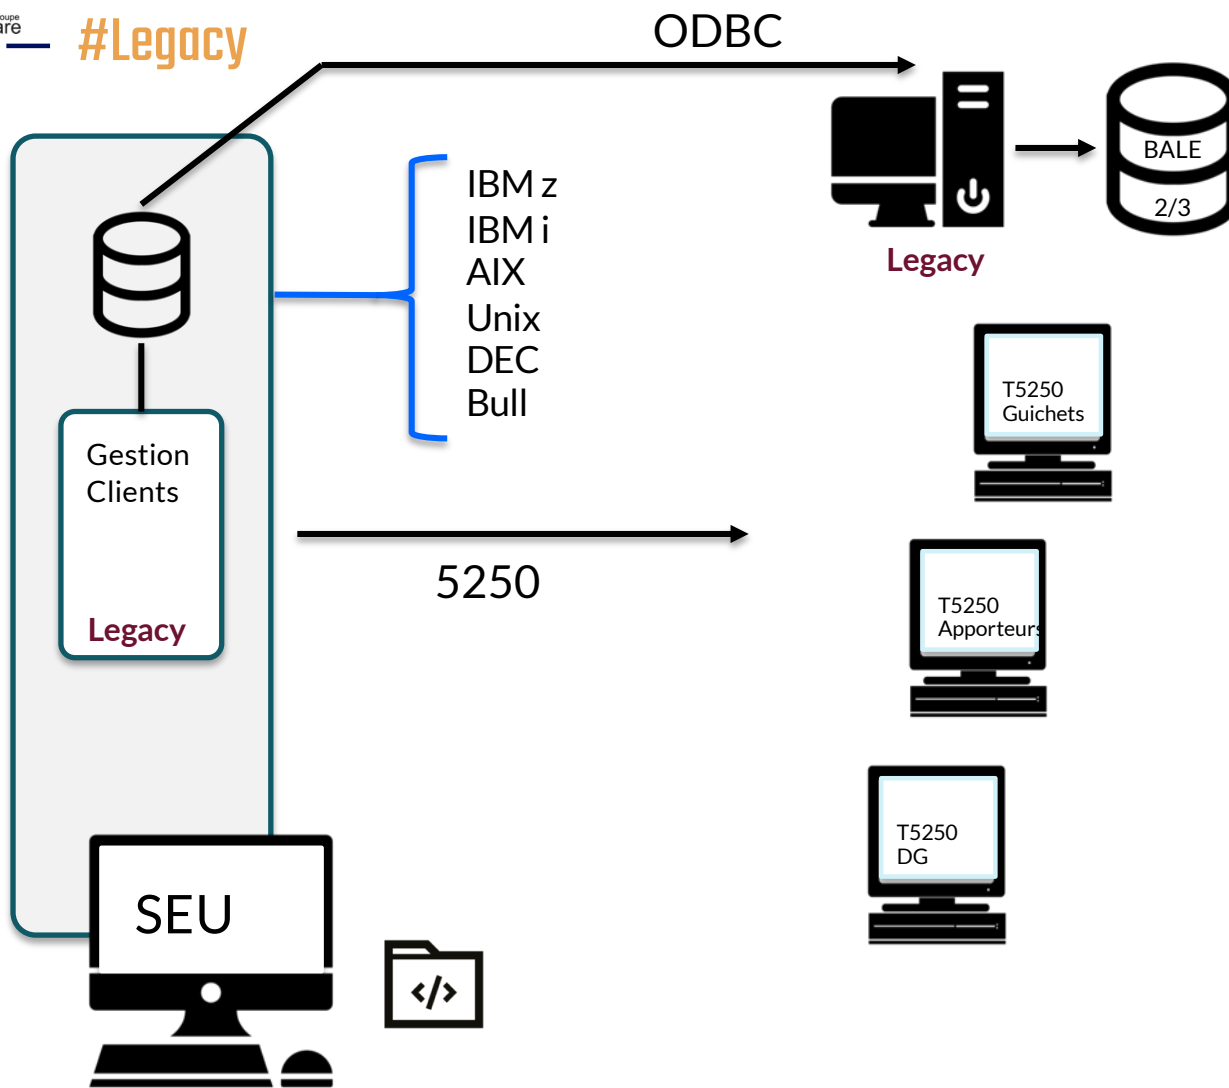 #Legacy
ODBC
BALE
2/3
Legacy
IBM z
IBM i
AIX
Unix
DEC
Bull
T5250
Guichets
Gestion
Clients
Legacy
5250
T5250
Apporteurs
T5250
DG
SEU
</>